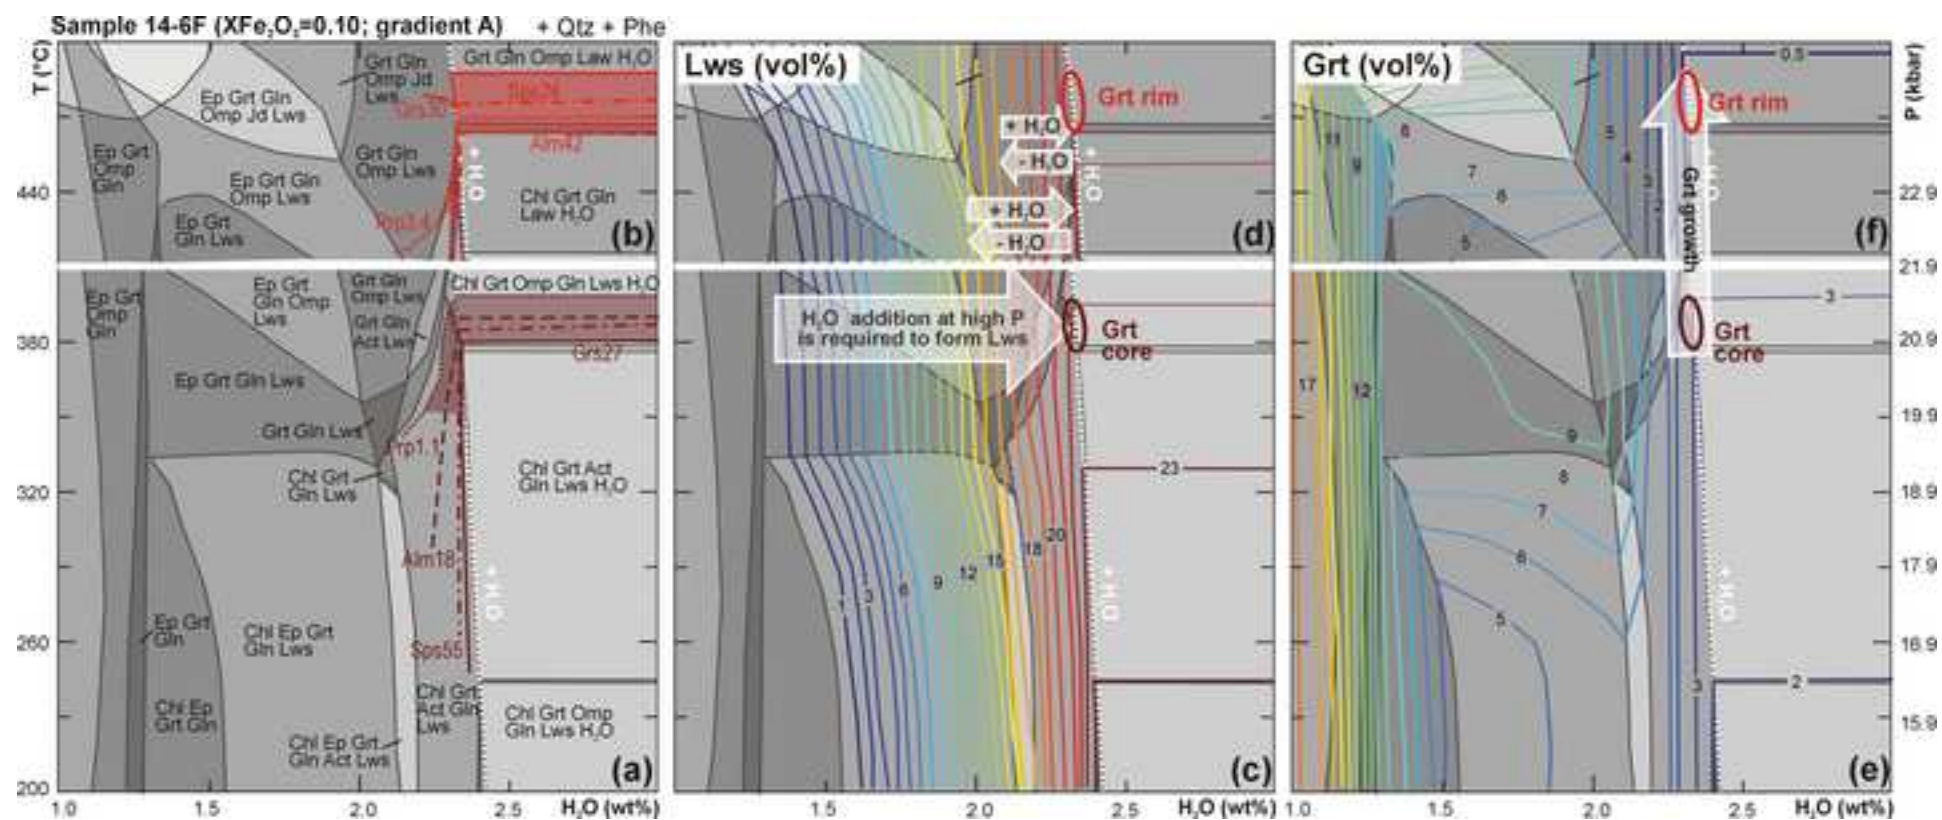 Sample 14-6F (XFe₂O₃=0.10; gradient A) + Qtz + Phe
T (°C)
440
380
320
260
200
Grt Gln
Omp Jd
Lws
Grt Gln Omp Law H₂O
Ep Grt Gln
Omp Jd Lws
Grs30
Alm42
Ep Grt
Omp
Gln
Grt Gln
Omp Lws
Ep Grt Gln
Omp Lws
Chl Grt Gln
Law H₂O
+ H₂O
Ep Grt
Gln Lws
(b)
Ep Grt
Omp
Gln
Ep Grt
Gln Omp
Lws
Grt Gln
Omp Lws
Chl Grt Omp Gln Lws H₂O
Grt Gln
Act Lws
Grs27
Ep Grt Gln Lws
Grt Gln Lws
Prp1.1
Chl Grt
Gln Lws
Chl Grt Act
Gln Lws H₂O
Alm18
+ H₂O
Ep Grt
Gln
Chl Ep Grt
Gln Lws
Sps55
Chl Ep
Grt Gln
Chl Grt
Act Gln
Lws
Chl Grt Omp
Gln Lws H₂O
Chl Ep Grt
Gln Act Lws
(a)
1.0 1.5 2.0 2.5 H₂O (wt%)
Lws (vol%)
Grt rim
+ H₂O
- H₂O
+ H₂O
+ H₂O
- H₂O
(d)
H₂O addition at high P
is required to form Lws
Grt
core
23
1 3 6 9 12 15 18 20
+ H₂O
(c)
1.5 2.0 2.5 H₂O (wt%)
Grt (vol%)
0.5
Grt rim
11 9 8 7 6 5
5 4
Grt growth
+ H₂O
(f)
3
Grt
core
17 12
9
8
7
6
5
+ H₂O
3 2
(e)
1.0 1.5 2.0 2.5 H₂O (wt%)
P (kbar)
22.9
21.9
20.9
19.9
18.9
17.9
16.9
15.9